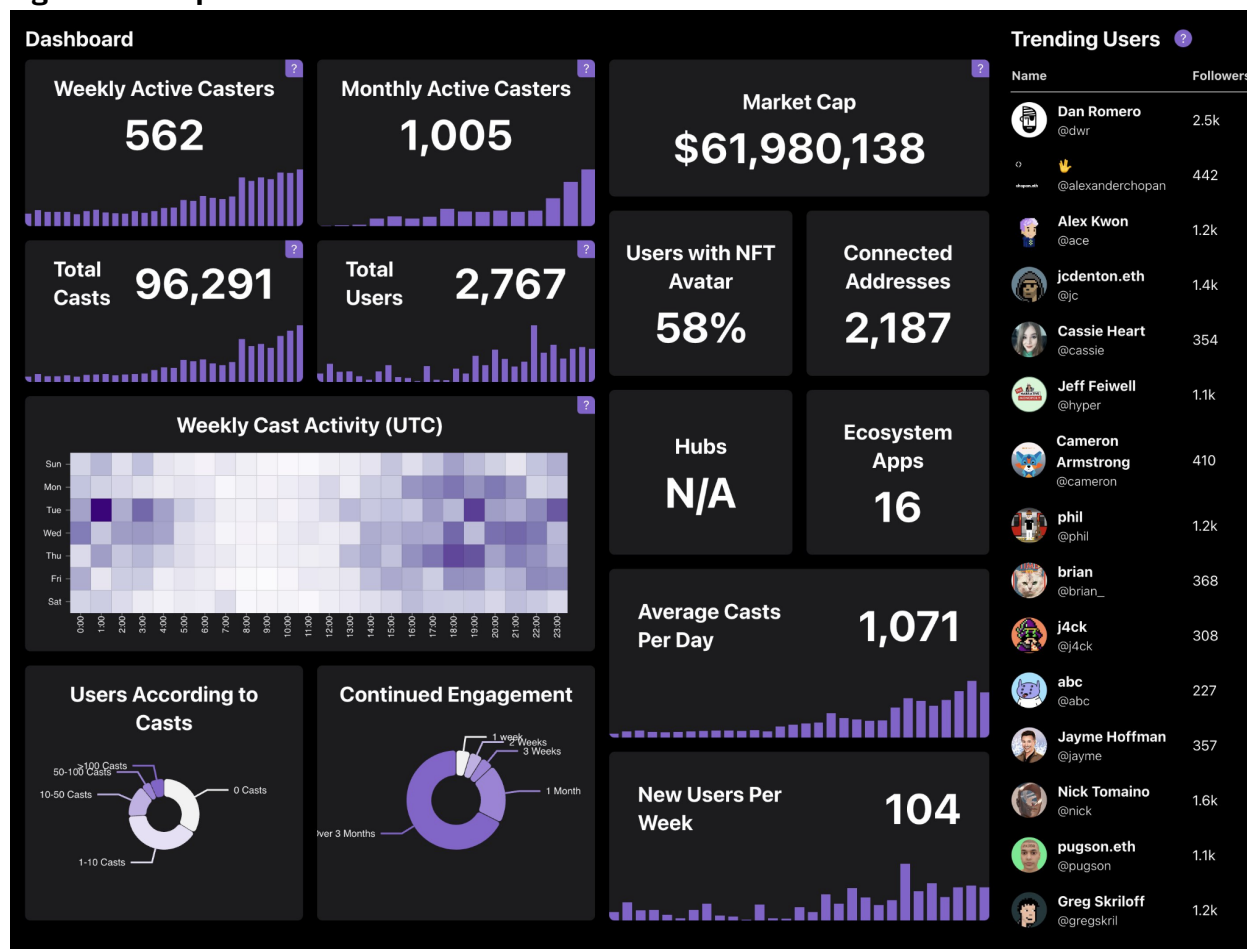 Dashboard
Weekly Active Casters
?
562
Monthly Active Casters
?
1,005
Total
Casts
?
96,291
Total
Users
?
2,767
Weekly Cast Activity (UTC)
?
Sun
Mon
Tue
Wed
Thu
Fri
Sat
0:00
1:00
2:00
3:00
4:00
5:00
6:00
7:00
8:00
9:00
10:00
11:00
12:00
13:00
14:00
15:00
16:00
17:00
18:00
19:00
20:00
21:00
22:00
23:00
Users According to
Casts
>100 Casts
50-100 Casts
10-50 Casts
0 Casts
1-10 Casts
Continued Engagement
1 week
2 Weeks
3 Weeks
1 Month
Over 3 Months
Market Cap
?
$61,980,138
Users with NFT
Avatar
58%
Connected
Addresses
2,187
Hubs
N/A
Ecosystem
Apps
16
Average Casts
Per Day
1,071
New Users Per
Week
104
Trending Users ?
Name Followers
Dan Romero
@dwr
2.5k
@alexanderchopan
442
Alex Kwon
@ace
1.2k
jcdenton.eth
@jc
1.4k
Cassie Heart
@cassie
354
Jeff Feiwell
@hyper
1.1k
Cameron
Armstrong
@cameron
410
phil
@phil
1.2k
brian
@brian_
368
j4ck
@j4ck
308
abc
@abc
227
Jayme Hoffman
@jayme
357
Nick Tomaino
@nick
1.6k
pugson.eth
@pugson
1.1k
Greg Skriloff
@gregskril
1.2k